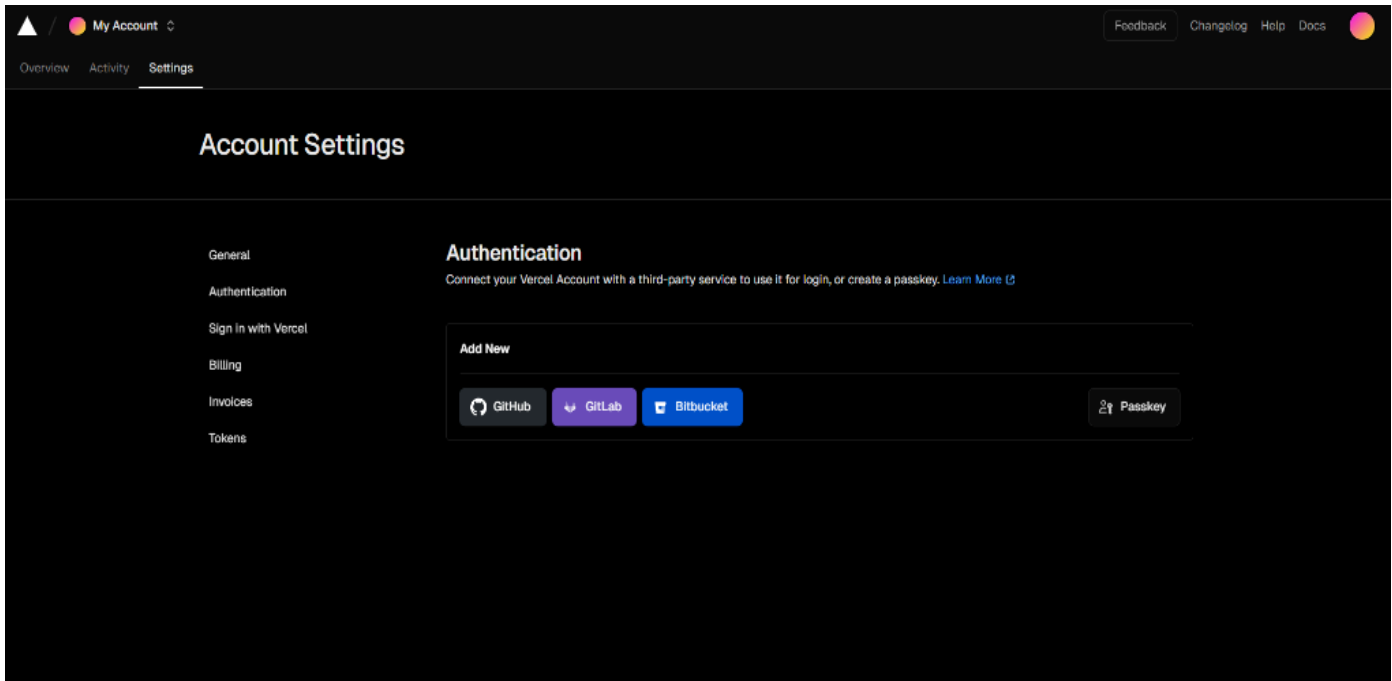 My Account
Feedback Changelog Help Docs
Overview Activity Settings
Account Settings
General
Authentication
Sign in with Vercel
Billing
Invoices
Tokens
Authentication
Connect your Vercel Account with a third-party service to use it for login, or create a passkey. Learn More
Add New
GitHub GitLab Bitbucket Passkey